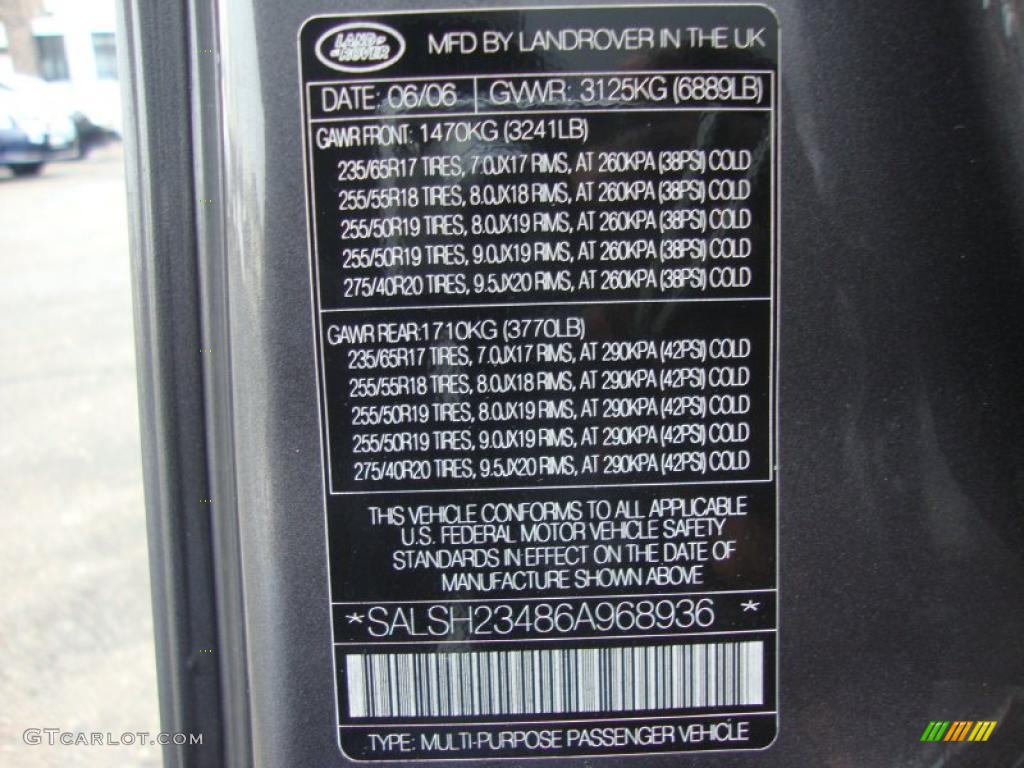 LAND ROVER
MFD BY LANDROVER IN THE UK
DATE: 06/06 GVWR: 3125KG (6889LB)
GAWR FRONT: 1470KG (3241LB)
235/65R17 TIRES, 7.0JX17 RIMS, AT 260KPA (38PSI) COLD
255/55R18 TIRES, 8.0JX18 RIMS, AT 260KPA (38PSI) COLD
255/50R19 TIRES, 8.0JX19 RIMS, AT 260KPA (38PSI) COLD
255/50R19 TIRES, 9.0JX19 RIMS, AT 260KPA (38PSI) COLD
275/40R20 TIRES, 9.5JX20 RIMS, AT 260KPA (38PSI) COLD
GAWR REAR: 1710KG (3770LB)
235/65R17 TIRES, 7.0JX17 RIMS, AT 290KPA (42PSI) COLD
255/55R18 TIRES, 8.0JX18 RIMS, AT 290KPA (42PSI) COLD
255/50R19 TIRES, 8.0JX19 RIMS, AT 290KPA (42PSI) COLD
255/50R19 TIRES, 9.0JX19 RIMS, AT 290KPA (42PSI) COLD
275/40R20 TIRES, 9.5JX20 RIMS, AT 290KPA (42PSI) COLD
THIS VEHICLE CONFORMS TO ALL APPLICABLE
U.S. FEDERAL MOTOR VEHICLE SAFETY
STANDARDS IN EFFECT ON THE DATE OF
MANUFACTURE SHOWN ABOVE
*SALSH23486A968936 *
TYPE: MULTI-PURPOSE PASSENGER VEHICLE
GTCARLOT.COM